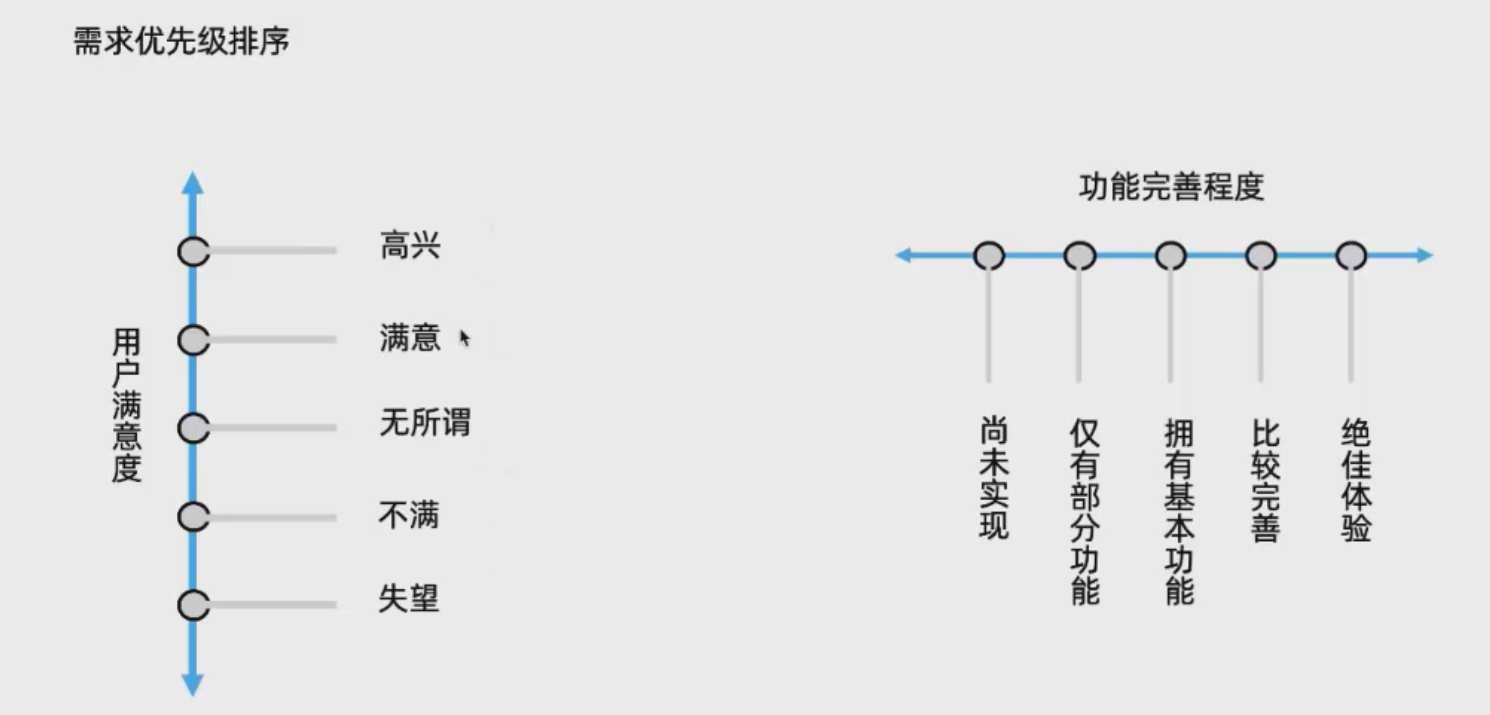 需求优先级排序
用户满意度
高兴
满意
无所谓
不满
失望
功能完善程度
尚未实现
仅有部分功能
拥有基本功能
比较完善
绝佳体验